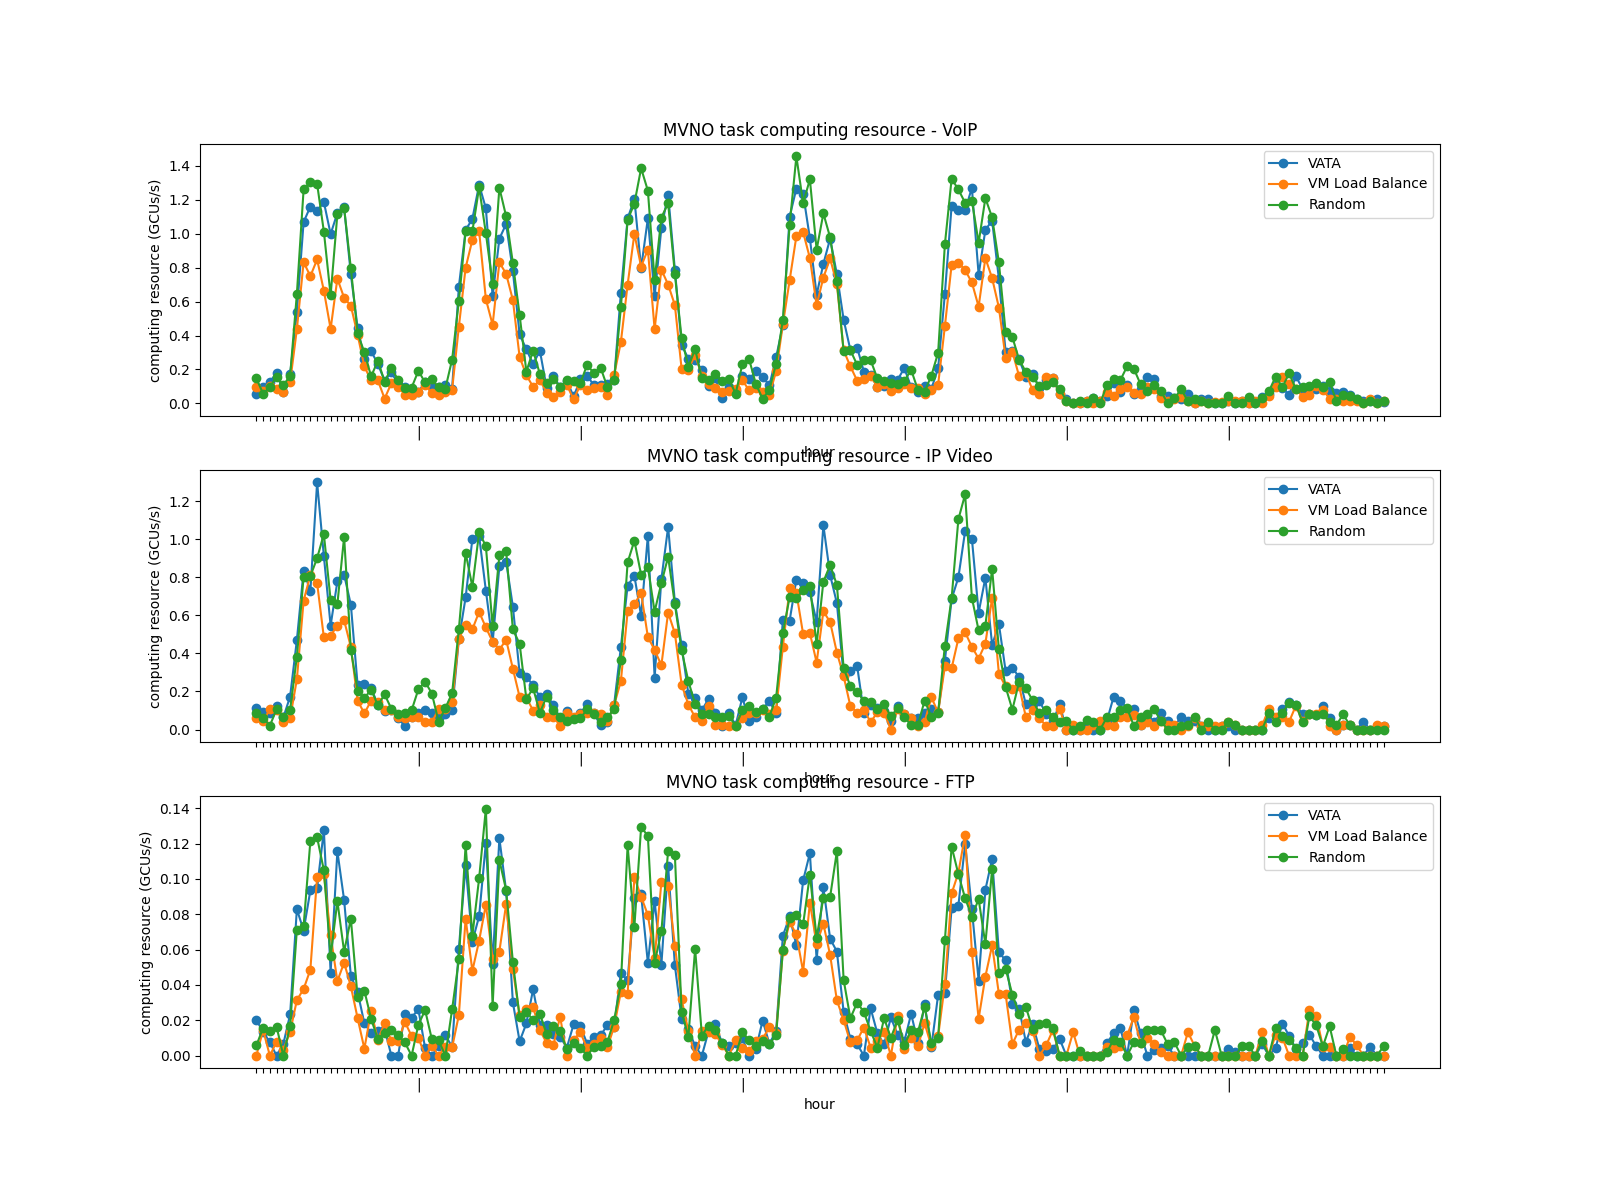 MVNO task computing resource - VoIP
computing resource (GCUs/s)
1.4
1.2
1.0
0.8
0.6
0.4
0.2
0.0
VATA
VM Load Balance
Random
hour
MVNO task computing resource - IP Video
computing resource (GCUs/s)
1.2
1.0
0.8
0.6
0.4
0.2
0.0
VATA
VM Load Balance
Random
hour
MVNO task computing resource - FTP
computing resource (GCUs/s)
0.14
0.12
0.10
0.08
0.06
0.04
0.02
0.00
VATA
VM Load Balance
Random
hour